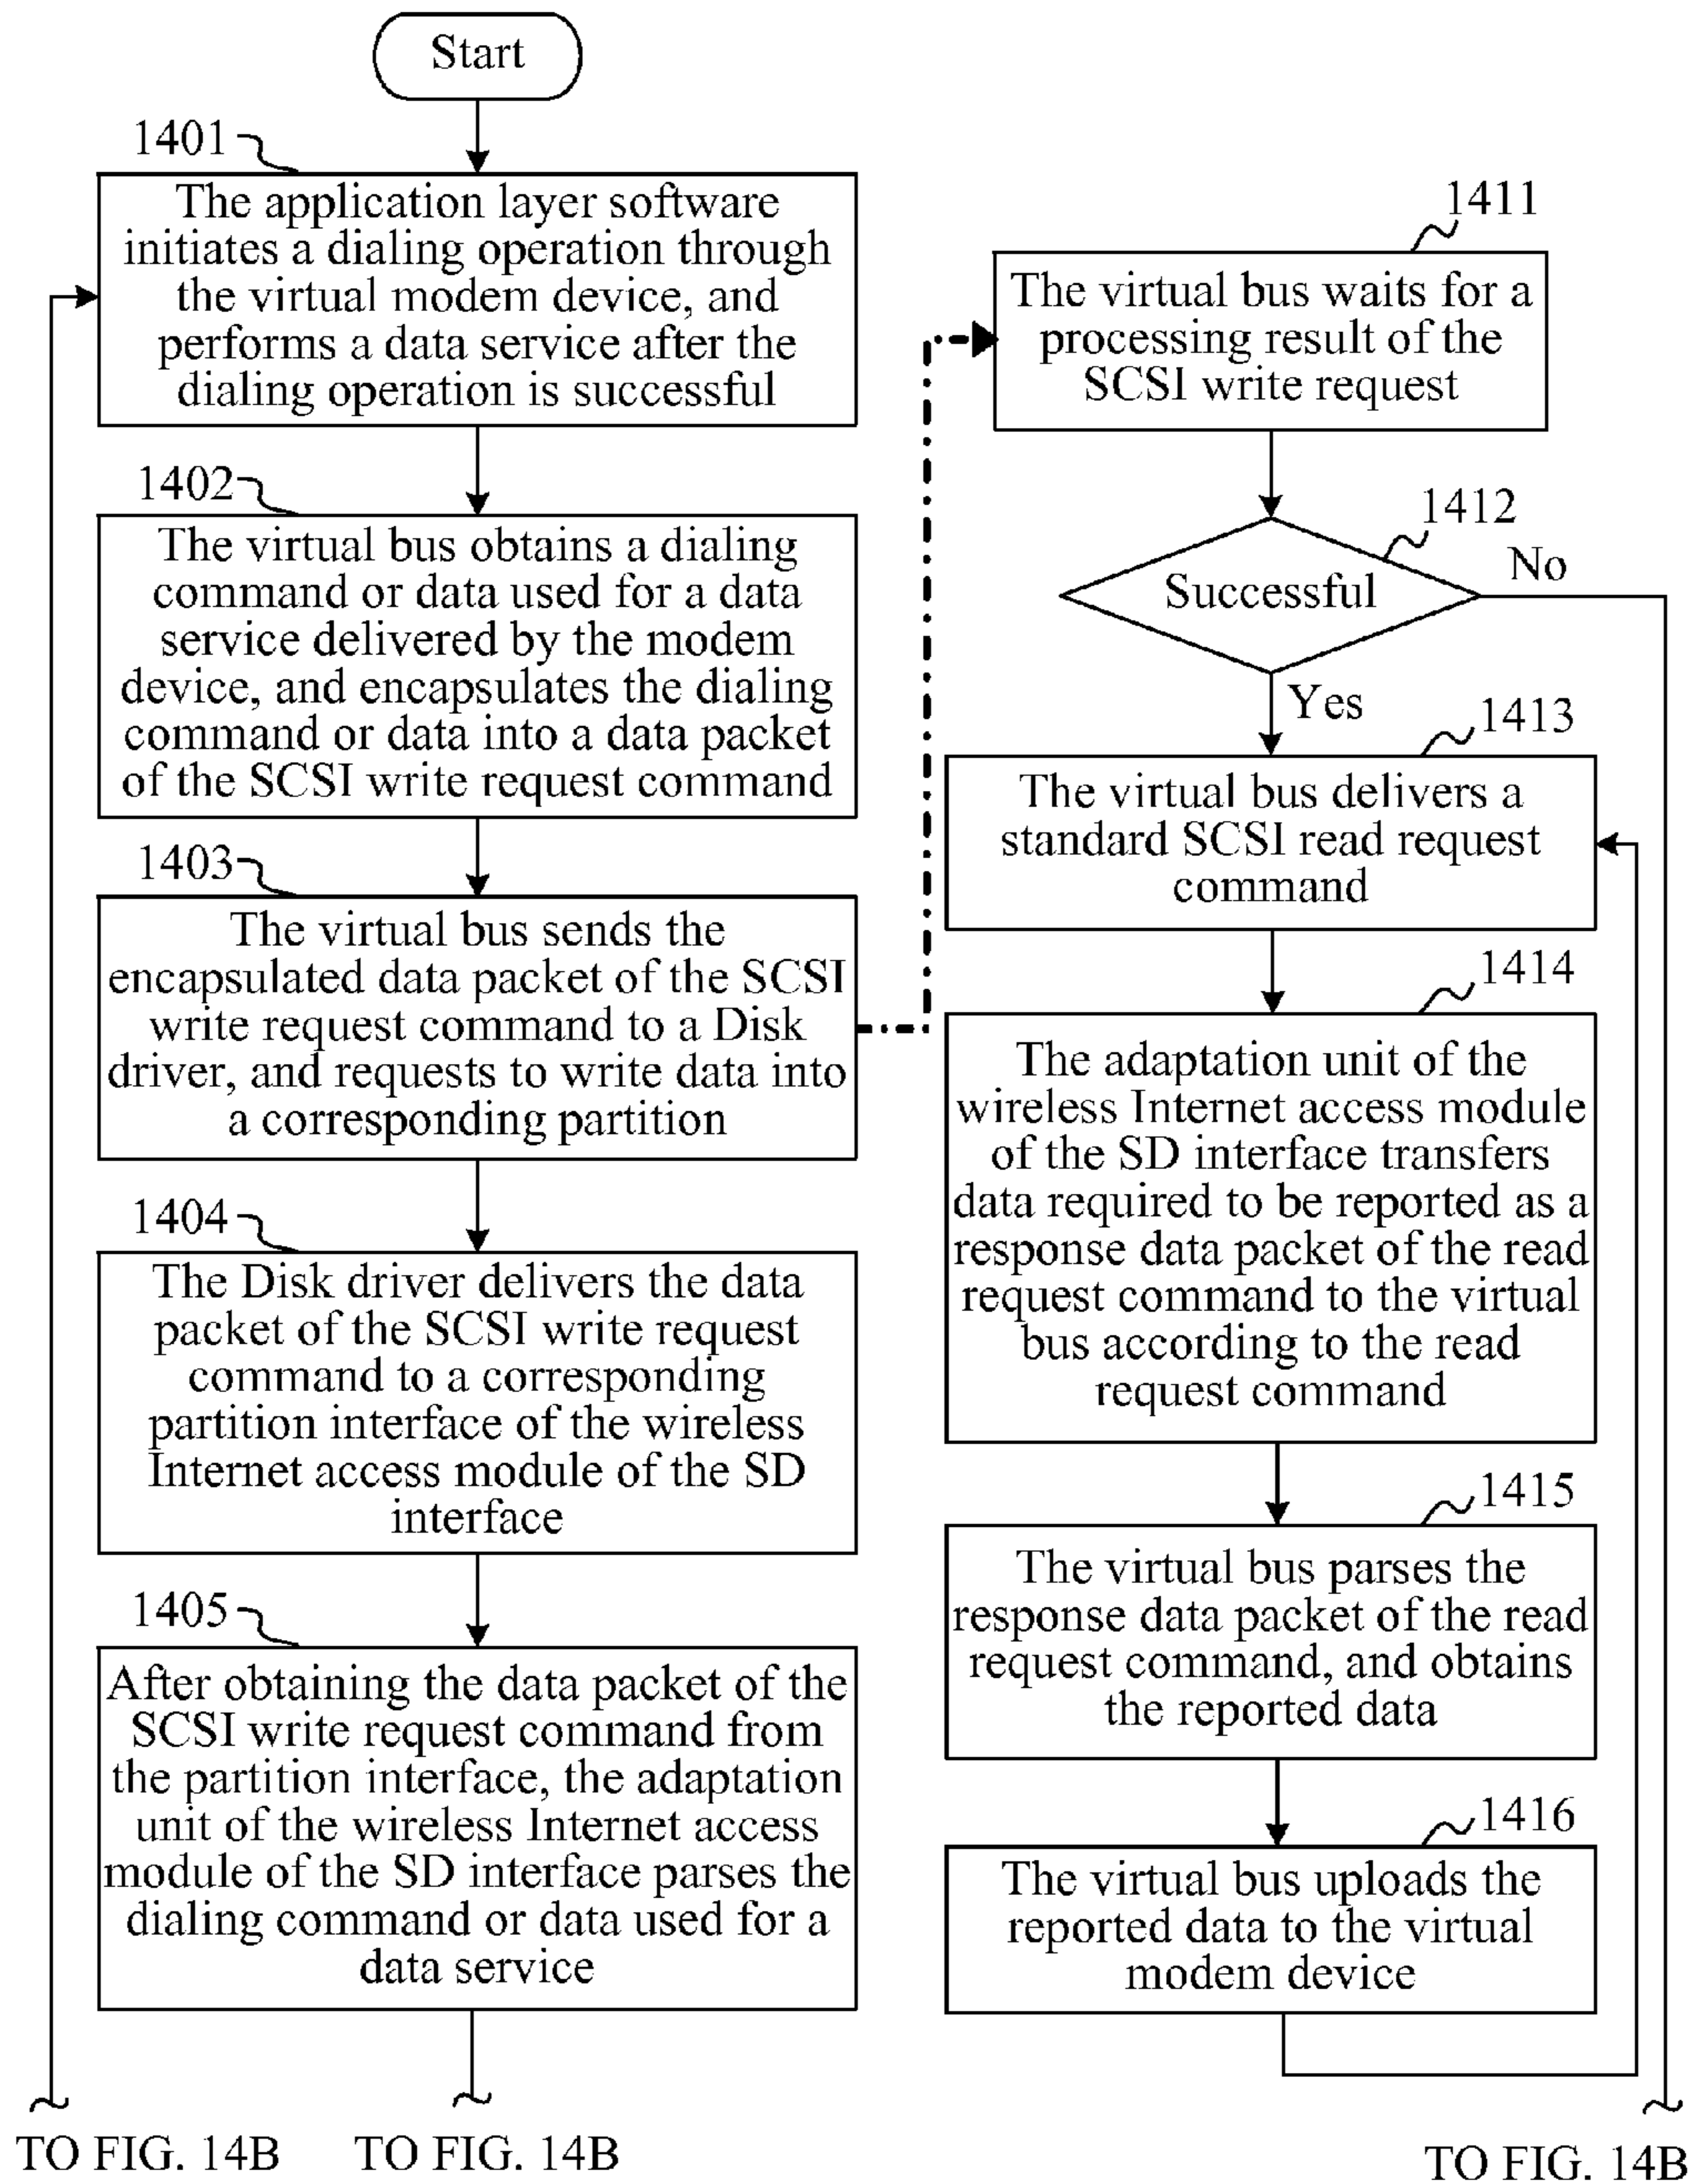 Start
1401
The application layer software
initiates a dialing operation through
the virtual modem device, and
performs a data service after the
dialing operation is successful
1402
The virtual bus obtains a dialing
command or data used for a data
service delivered by the modem
device, and encapsulates the dialing
command or data into a data packet
of the SCSI write request command
1403
The virtual bus sends the
encapsulated data packet of the SCSI
write request command to a Disk
driver, and requests to write data into
a corresponding partition
1404
The Disk driver delivers the data
packet of the SCSI write request
command to a corresponding
partition interface of the wireless
Internet access module of the SD
interface
1405
After obtaining the data packet of the
SCSI write request command from
the partition interface, the adaptation
unit of the wireless Internet access
module of the SD interface parses the
dialing command or data used for a
data service
TO FIG. 14B
TO FIG. 14B
1411
The virtual bus waits for a
processing result of the
SCSI write request
1412
Successful
No
Yes
1413
The virtual bus delivers a
standard SCSI read request
command
1414
The adaptation unit of the
wireless Internet access module
of the SD interface transfers
data required to be reported as a
response data packet of the read
request command to the virtual
bus according to the read
request command
1415
The virtual bus parses the
response data packet of the read
request command, and obtains
the reported data
1416
The virtual bus uploads the
reported data to the virtual
modem device
TO FIG. 14B